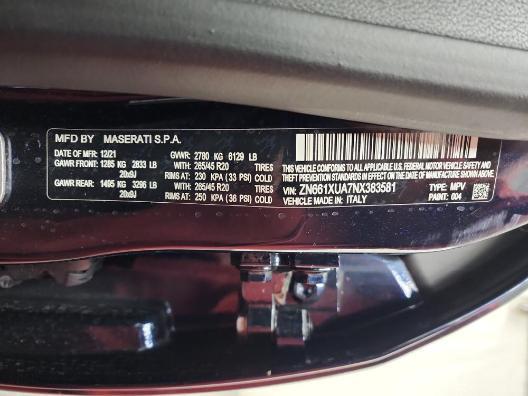 MFD BY MASERATI S.P.A.
DATE OF MFR: 12/21 GVWR: 2780 KG 6129 LB
GAWR FRONT: 1285 KG 2833 LB WITH: 265/45 R20 TIRES
20x9J RIMS AT: 230 KPA (33 PSI) COLD
GAWR REAR: 1495 KG 3296 LB WITH: 265/45 R20 TIRES
20x9J RIMS AT: 250 KPA (36 PSI) COLD
THIS VEHICLE CONFORMS TO ALL APPLICABLE U.S. FEDERAL MOTOR VEHICLE SAFETY AND
THEFT PREVENTION STANDARDS IN EFFECT ON THE DATE OF MANUFACTURE SHOWN ABOVE.
VIN: ZN661XUA7NX383581 TYPE: MPV
VEHICLE MADE IN: ITALY PAINT: 604